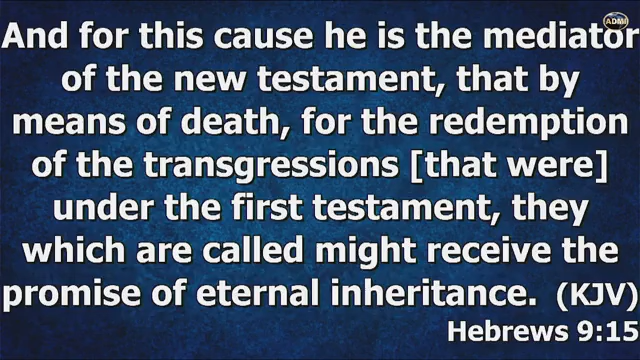 ADMI
And for this cause he is the mediator
of the new testament, that by
means of death, for the redemption
of the transgressions [that were]
under the first testament, they
which are called might receive the
promise of eternal inheritance. (KJV)
Hebrews 9:15